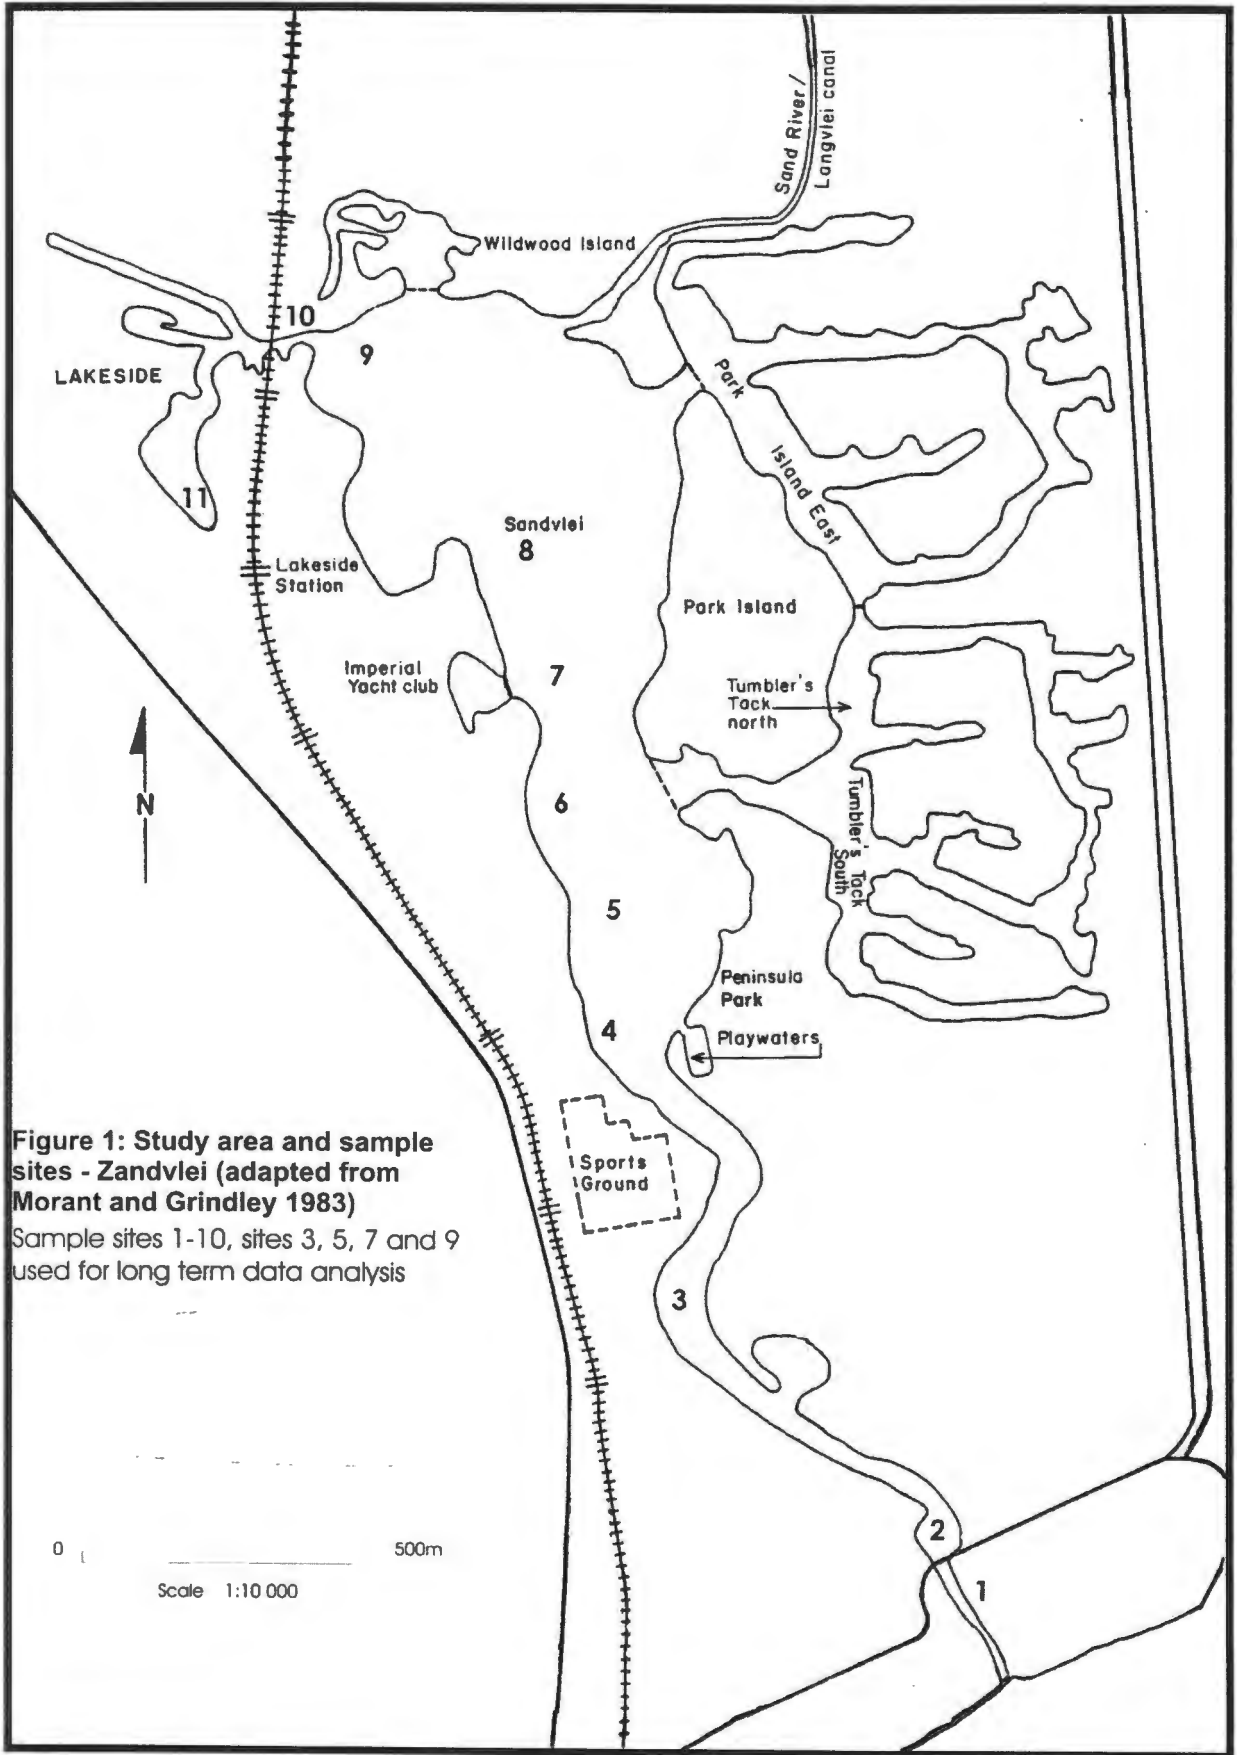 Sand River /
Langvlei canal
Wildwood Island
10
9
LAKESIDE
Park
Island East
11
Sandvlei
8
Lakeside
Station
Park Island
Imperial
Yacht club
7
Tumbler's
Tack
north
N
6
Tumbler's Tack
South
5
Peninsula
Park
4
Playwaters
Figure 1: Study area and sample
sites - Zandvlei (adapted from
Morant and Grindley 1983)
Sample sites 1-10, sites 3, 5, 7 and 9
used for long term data analysis
Sports
Ground
3
2
1
0 500m
Scale 1:10 000